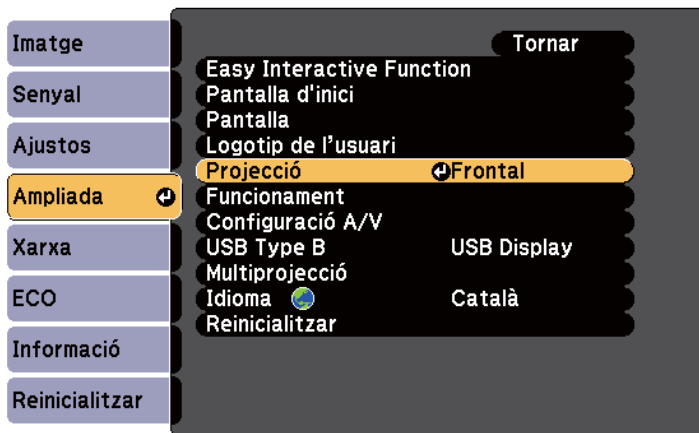 Imatge
Senyal
Ajustos
Ampliada
Xarxa
ECO
Informació
Reinicialitzar
Tornar
Easy Interactive Function
Pantalla d'inici
Pantalla
Logotip de l’usuari
Projecció Frontal
Funcionament
Configuració A/V
USB Type B USB Display
Multiprojecció
Idioma Català
Reinicialitzar